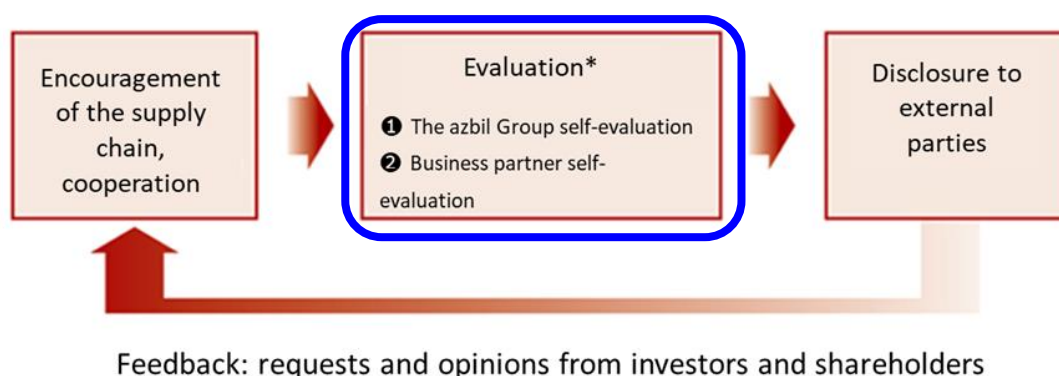 Encouragement
of the supply
chain,
cooperation
Evaluation*
❶ The azbil Group self-evaluation
❷ Business partner self-
evaluation
Disclosure to
external
parties
Feedback: requests and opinions from investors and shareholders